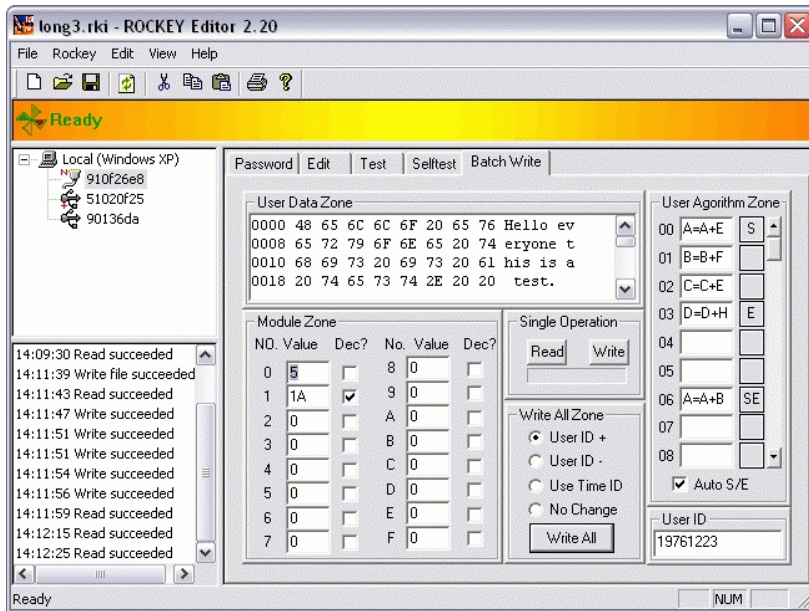 long3.rki - ROCKEY Editor 2.20
File Rockey Edit View Help
Ready
Local (Windows XP)
910f26e8
51020f25
90136da
14:09:30 Read succeeded
14:11:39 Write file succeeded
14:11:43 Read succeeded
14:11:47 Write succeeded
14:11:51 Write succeeded
14:11:51 Write succeeded
14:11:54 Write succeeded
14:11:56 Write succeeded
14:11:59 Read succeeded
14:12:15 Read succeeded
14:12:25 Read succeeded
Password Edit Test Selftest Batch Write
User Data Zone
0000 48 65 6C 6C 6F 20 65 76 Hello ev
0008 65 72 79 6F 6E 65 20 74 eryone t
0010 68 69 73 20 69 73 20 61 his is a
0018 20 74 65 73 74 2E 20 20 test.
Module Zone
NO. Value Dec? No. Value Dec?
0 5 8 0
1 1A 9 0
2 0 A 0
3 0 B 0
4 0 C 0
5 0 D 0
6 0 E 0
7 0 F 0
Single Operation
Read Write
Write All Zone
User ID +
User ID -
Use Time ID
No Change
Write All
User Agorithm Zone
00 A=A+E S
01 B=B+F
02 C=C+E
03 D=D+H E
04
05
06 A=A+B SE
07
08
Auto S/E
User ID
19761223
Ready NUM